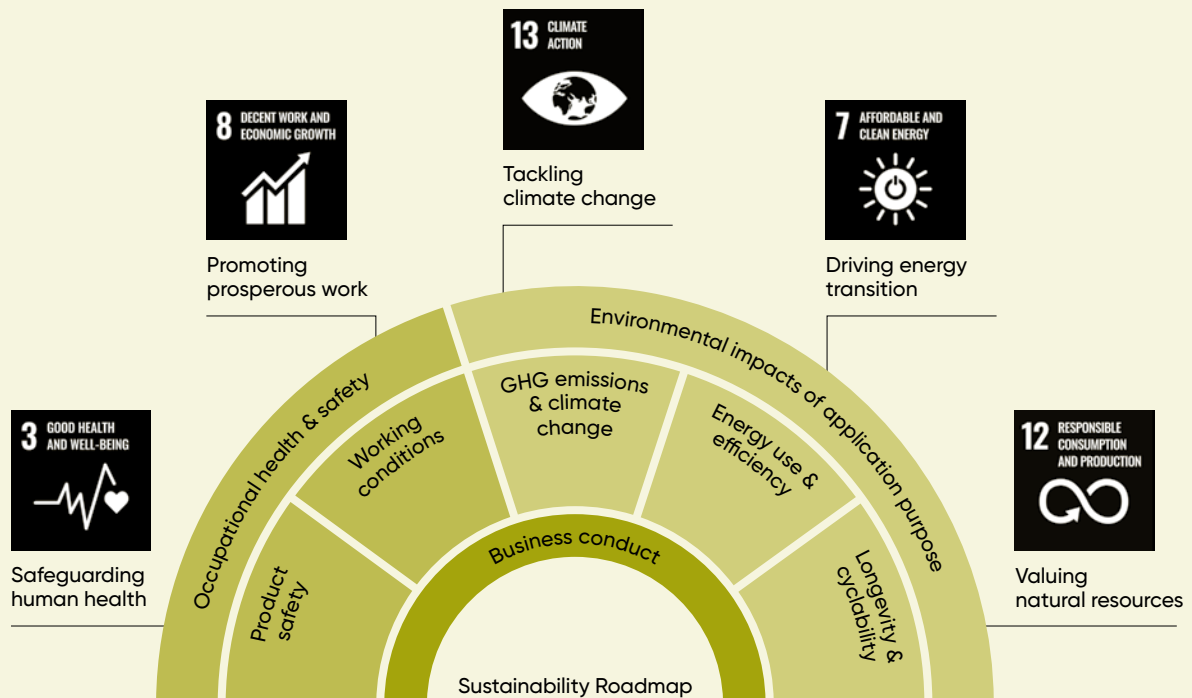 13 CLIMATE
ACTION
Tackling
climate change
8 DECENT WORK AND
ECONOMIC GROWTH
Promoting
prosperous work
7 AFFORDABLE AND
CLEAN ENERGY
Driving energy
transition
3 GOOD HEALTH
AND WELL-BEING
Safeguarding
human health
12 RESPONSIBLE
CONSUMPTION
AND PRODUCTION
Valuing
natural resources
Occupational health & safety
Environmental impacts of application purpose
Product
safety
Working
conditions
GHG emissions
& climate
change
Energy use &
efficiency
Longevity &
cyclability
Business conduct
Sustainability Roadmap